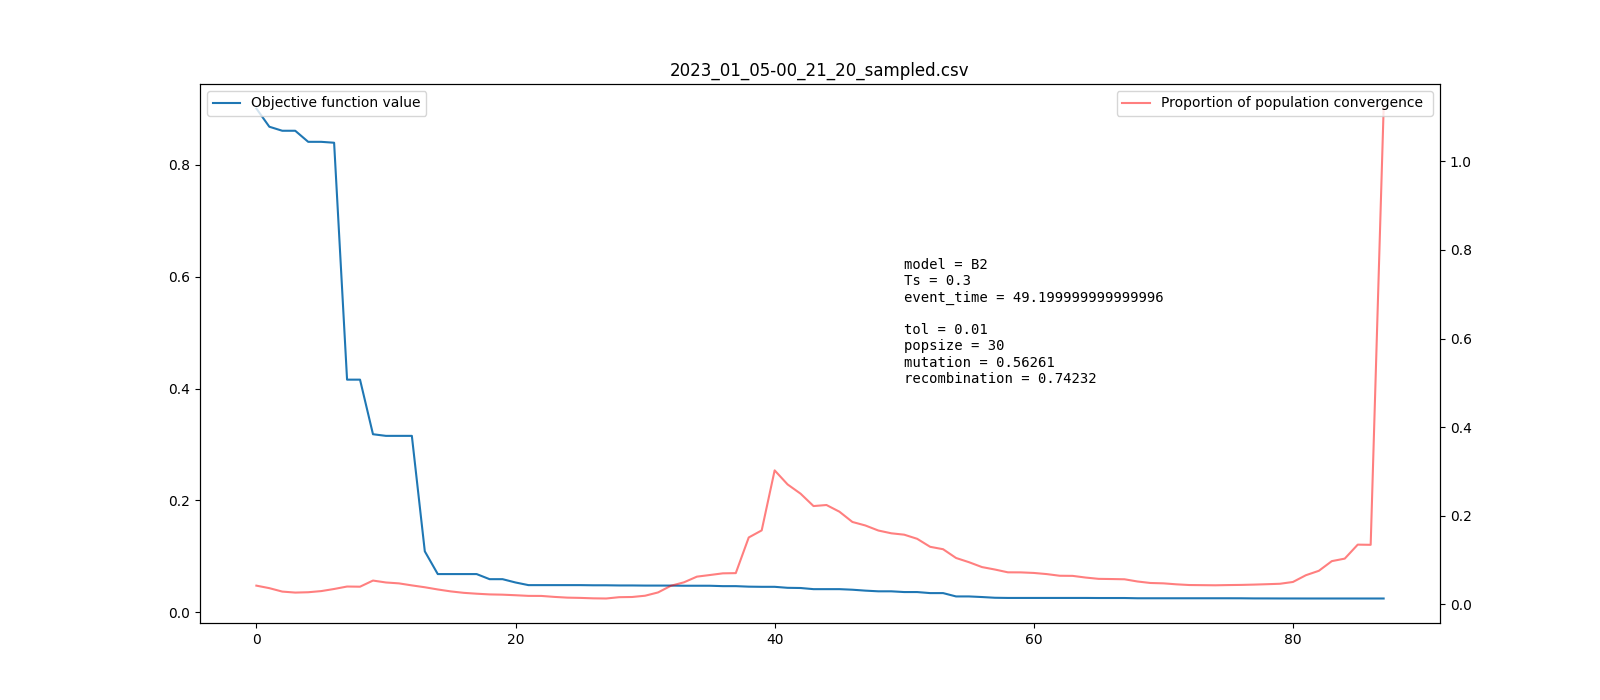 2023_01_05-00_21_20_sampled.csv
Objective function value
Proportion of population convergence
0.8
0.6
0.4
0.2
0.0
1.0
0.8
0.6
0.4
0.2
0.0
model = B2
Ts = 0.3
event_time = 49.199999999999996
tol = 0.01
popsize = 30
mutation = 0.56261
recombination = 0.74232
0
20
40
60
80